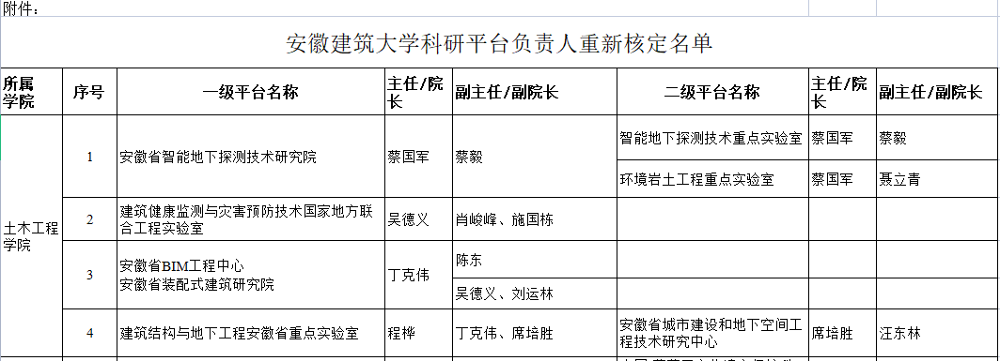 附件：
安徽建筑大学科研平台负责人重新核定名单
所属
学院
序号
一级平台名称
主任/院
长
副主任/副院长
二级平台名称
主任/院
长
副主任/副院长
土木工程
学院
1
安徽省智能地下探测技术研究院
蔡国军
蔡毅
智能地下探测技术重点实验室
蔡国军
蔡毅
环境岩土工程重点实验室
蔡国军
聂立青
2
建筑健康监测与灾害预防技术国家地方联
合工程实验室
吴德义
肖峻峰、施国栋
3
安徽省BIM工程中心
安徽省装配式建筑研究院
丁克伟
陈东
吴德义、刘运林
4
建筑结构与地下工程安徽省重点实验室
程桦
丁克伟、席培胜
安徽省城市建设和地下空间工
程技术研究中心
席培胜
汪东林